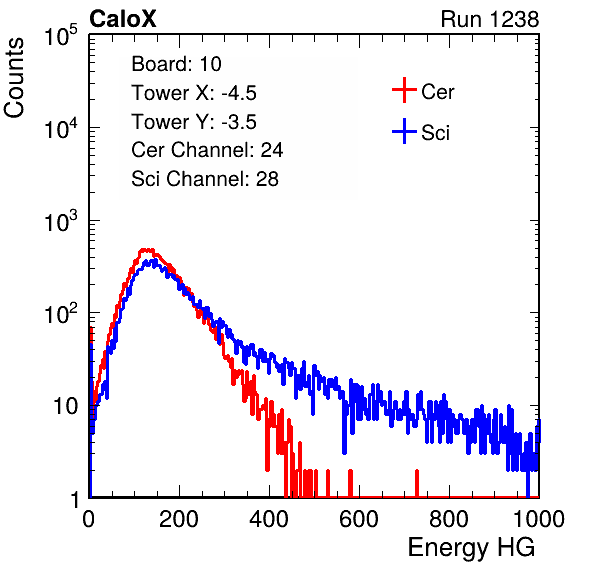 CaloX Run 1238
Counts
10^5
10^4
10^3
10^2
10
1
Board: 10
Tower X: -4.5
Tower Y: -3.5
Cer Channel: 24
Sci Channel: 28
Cer
Sci
0 200 400 600 800 1000
Energy HG